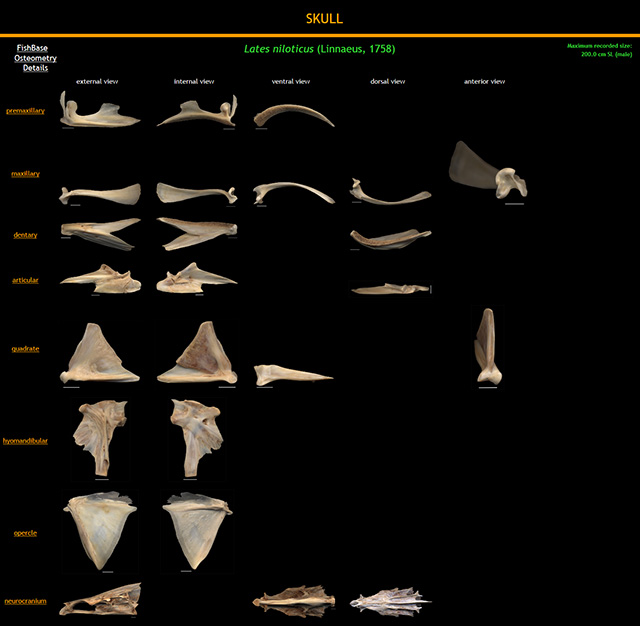 SKULL
FishBase
Osteometry
Details
Lates niloticus (Linnaeus, 1758)
Maximum recorded size:
200.0 cm SL (male)
external view internal view ventral view dorsal view anterior view
premaxillary
maxillary
dentary
articular
quadrate
hyomandibular
opercle
neurocranium